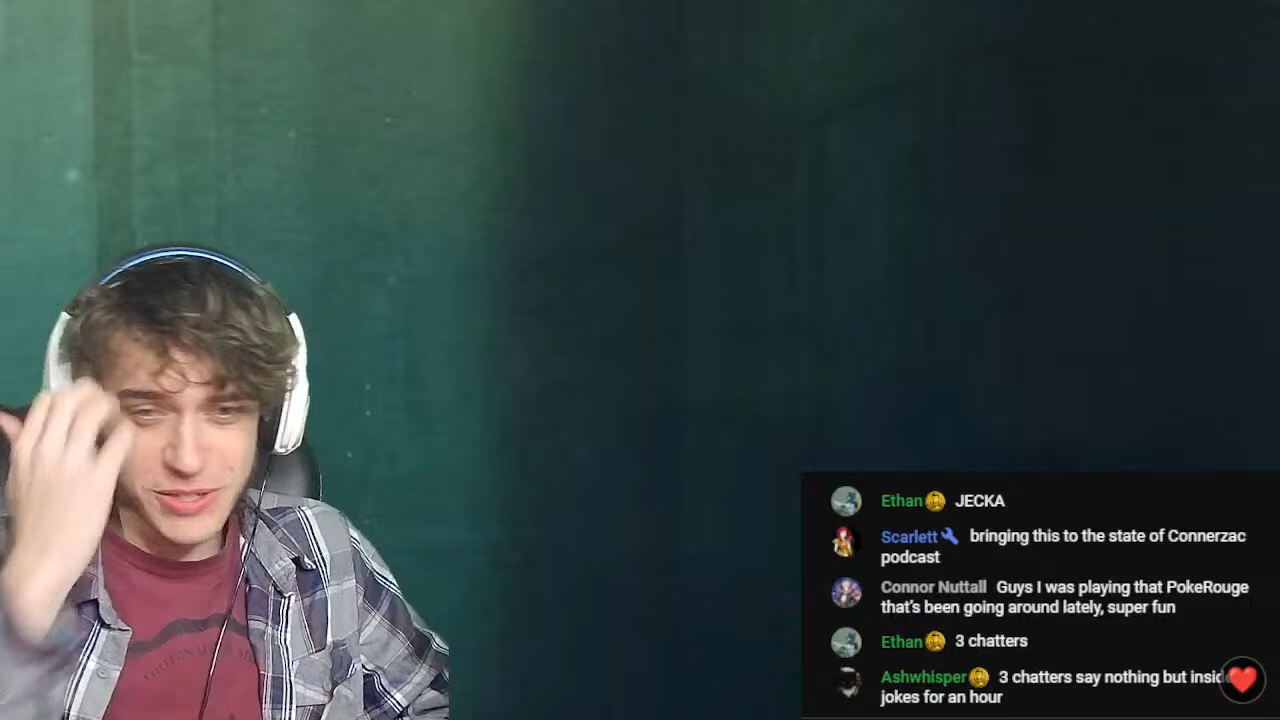 Ethan JECKA
Scarlett bringing this to the state of Connerzac
podcast
Connor Nuttall Guys I was playing that PokeRouge
that's been going around lately, super fun
Ethan 3 chatters
Ashwhisper 3 chatters say nothing but inside
jokes for an hour